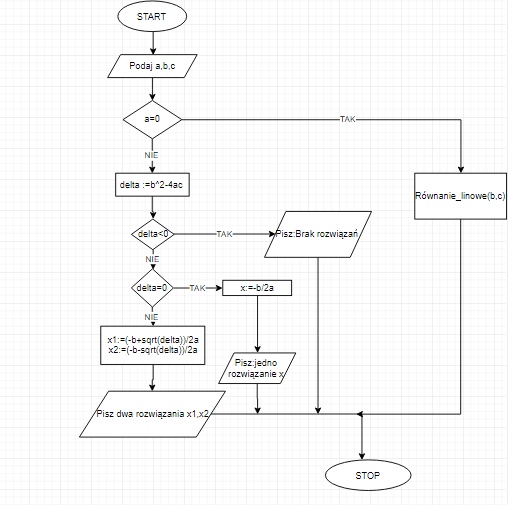 START
Podaj a,b,c
a=0
TAK
NIE
delta :=b^2-4ac
Równanie_linowe(b,c)
delta<0
TAK
Pisz:Brak rozwiązań
NIE
delta=0
TAK
x:=-b/2a
NIE
x1:=(-b+sqrt(delta))/2a
x2:=(-b-sqrt(delta))/2a
Pisz:jedno
rozwiązanie x
Pisz dwa rozwiązania x1,x2
STOP